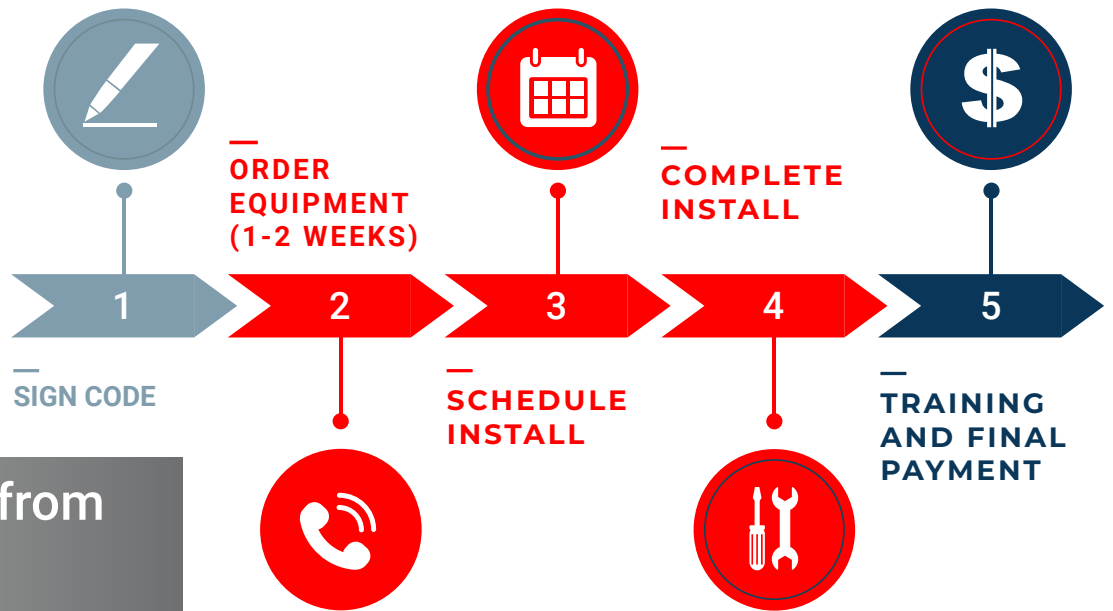 1
SIGN CODE
2
ORDER
EQUIPMENT
(1-2 WEEKS)
3
SCHEDULE
INSTALL
4
COMPLETE
INSTALL
5
TRAINING
AND FINAL
PAYMENT
$
from